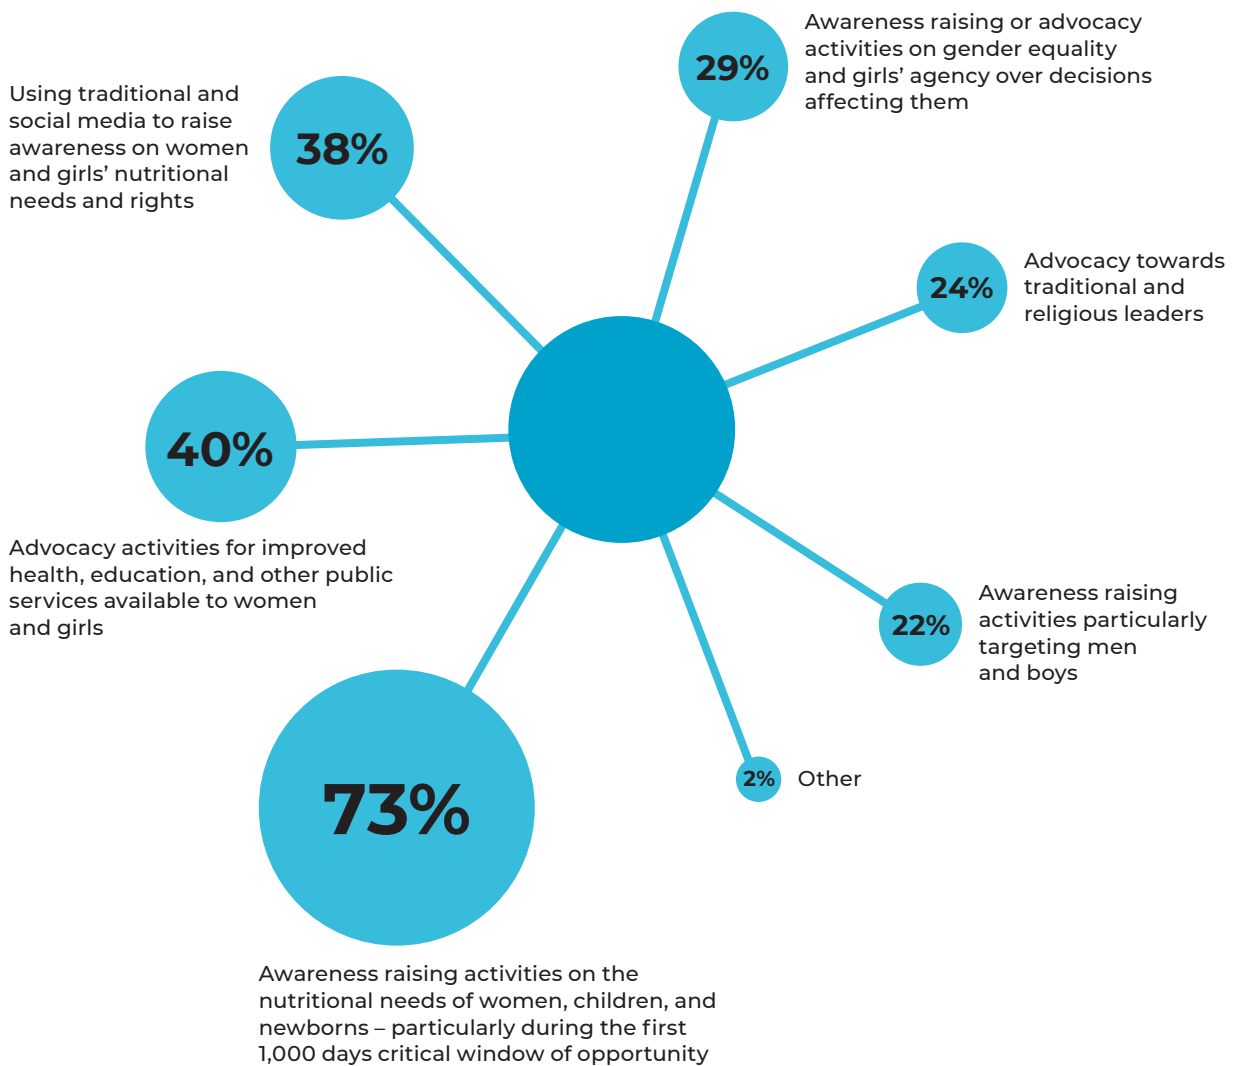 29%
Awareness raising or advocacy
activities on gender equality
and girls' agency over decisions
affecting them
Using traditional and
social media to raise
awareness on women
and girls' nutritional
needs and rights
38%
24%
Advocacy towards
traditional and
religious leaders
40%
Advocacy activities for improved
health, education, and other public
services available to women
and girls
22%
Awareness raising
activities particularly
targeting men
and boys
2%
Other
73%
Awareness raising activities on the
nutritional needs of women, children, and
newborns – particularly during the first
1,000 days critical window of opportunity